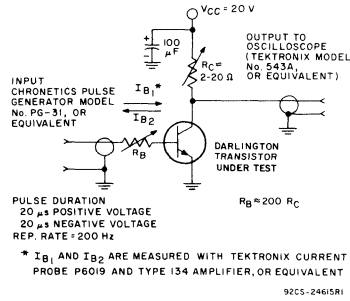 VCC = 20 V
+
-
100
μF
RC=
2-20 Ω
OUTPUT TO
OSCILLOSCOPE
(TEKTRONIX MODEL
No. 543A,
OR EQUIVALENT)
INPUT
CHRONETICS PULSE
GENERATOR MODEL
No. PG-31, OR
EQUIVALENT
IB1*
IB2
RB
DARLINGTON
TRANSISTOR
UNDER TEST
RB≈200 RC
PULSE DURATION
20 μs POSITIVE VOLTAGE
20 μs NEGATIVE VOLTAGE
REP. RATE = 200 Hz
* IB1 AND IB2 ARE MEASURED WITH TEKTRONIX CURRENT
PROBE P6019 AND TYPE 134 AMPLIFIER, OR EQUIVALENT
92CS-24615R1